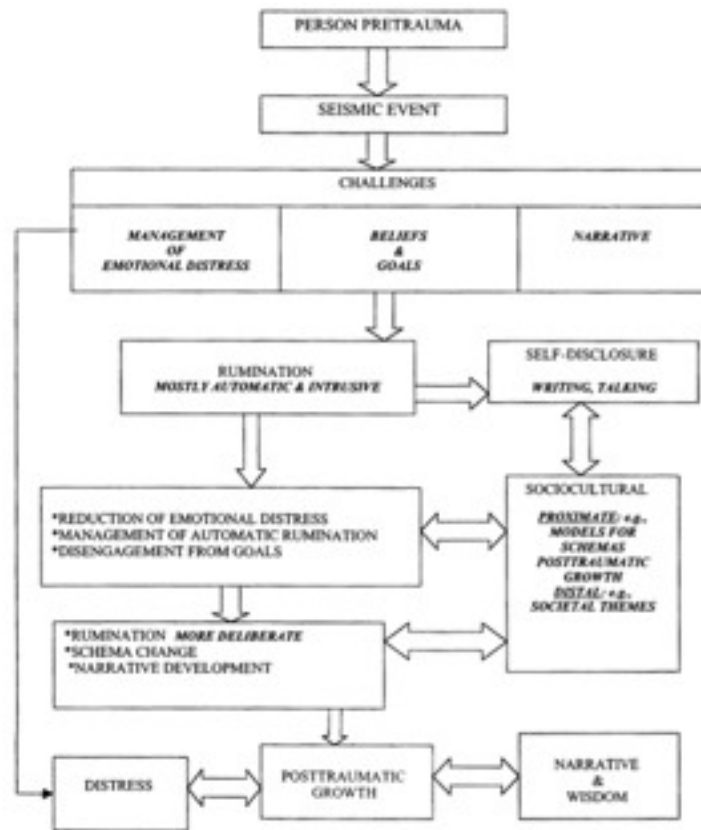 PERSON PRETRAUMA
SEISMIC EVENT
CHALLENGES
MANAGEMENT
OF
EMOTIONAL DISTRESS
BELIEFS
&
GOALS
NARRATIVE
RUMINATION
MOSTLY AUTOMATIC & INTRUSIVE
SELF-DISCLOSURE
WRITING, TALKING
*REDUCTION OF EMOTIONAL DISTRESS
*MANAGEMENT OF AUTOMATIC RUMINATION
*DISENGAGEMENT FROM GOALS
SOCIOCULTURAL
PROXIMATE: e.g.,
MODELS FOR
SCHEMAS
POSTTRAUMATIC
GROWTH
DISTAL: e.g.,
SOCIETAL THEMES
*RUMINATION MORE DELIBERATE
*SCHEMA CHANGE
*NARRATIVE DEVELOPMENT
DISTRESS
POSTTRAUMATIC
GROWTH
NARRATIVE
&
WISDOM